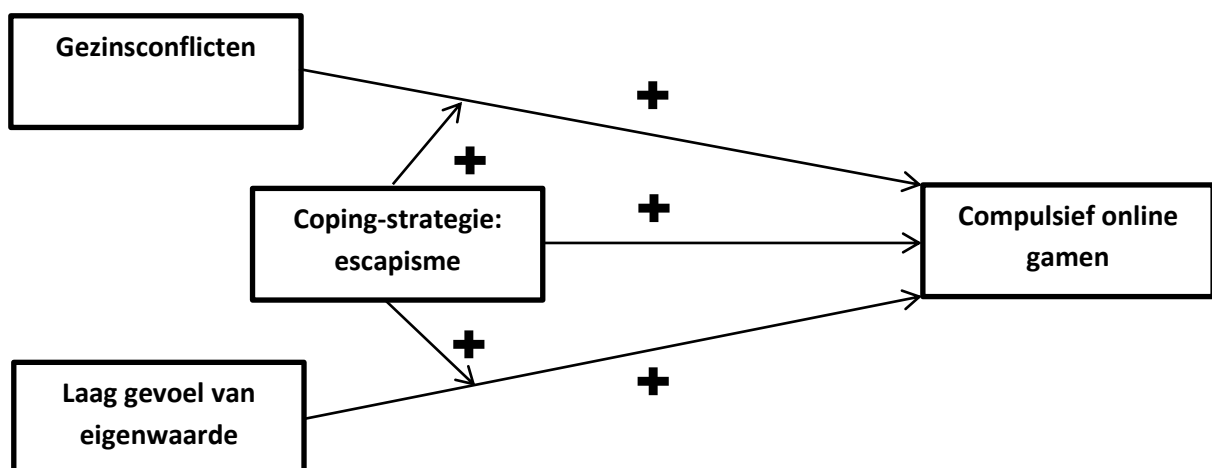 Gezinsconflicten
+
+
Coping-strategie:
escapisme
+
Compulsief online
gamen
+
+
Laag gevoel van
eigenwaarde